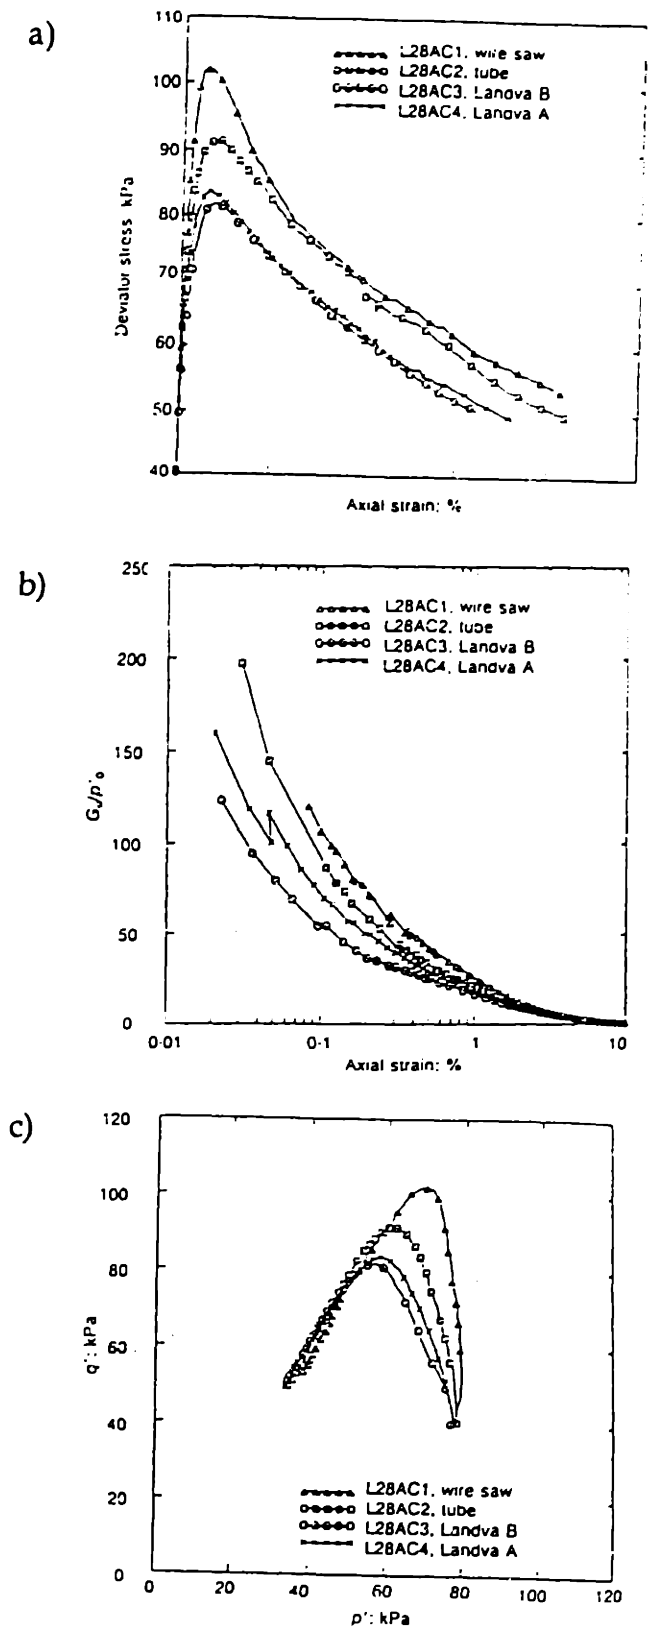 a)
110
100
90
80
70
60
50
40
Deviator stress kPa
L28AC1, wire saw
L28AC2, tube
L28AC3, Landva B
L28AC4, Landva A
Axial strain: %
b)
250
200
150
100
50
0
G /p'o
L28AC1, wire saw
L28AC2, tube
L28AC3, Landva B
L28AC4, Landva A
0·01 0·1 1 10
Axial strain: %
c)
120
100
80
60
40
20
0
q': kPa
L28AC1, wire saw
L28AC2, tube
L28AC3, Landva B
L28AC4, Landva A
0 20 40 60 80 100 120
p': kPa